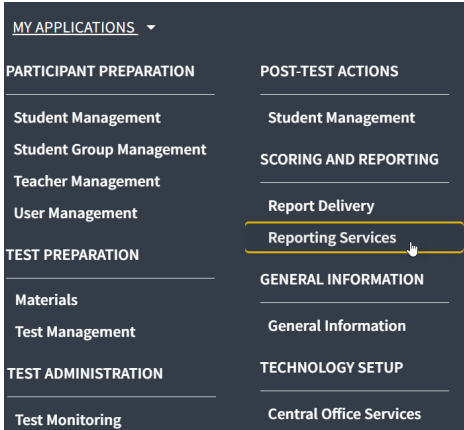 MY APPLICATIONS
PARTICIPANT PREPARATION
Student Management
Student Group Management
Teacher Management
User Management
TEST PREPARATION
Materials
Test Management
TEST ADMINISTRATION
Test Monitoring
POST-TEST ACTIONS
Student Management
SCORING AND REPORTING
Report Delivery
Reporting Services
GENERAL INFORMATION
General Information
TECHNOLOGY SETUP
Central Office Services